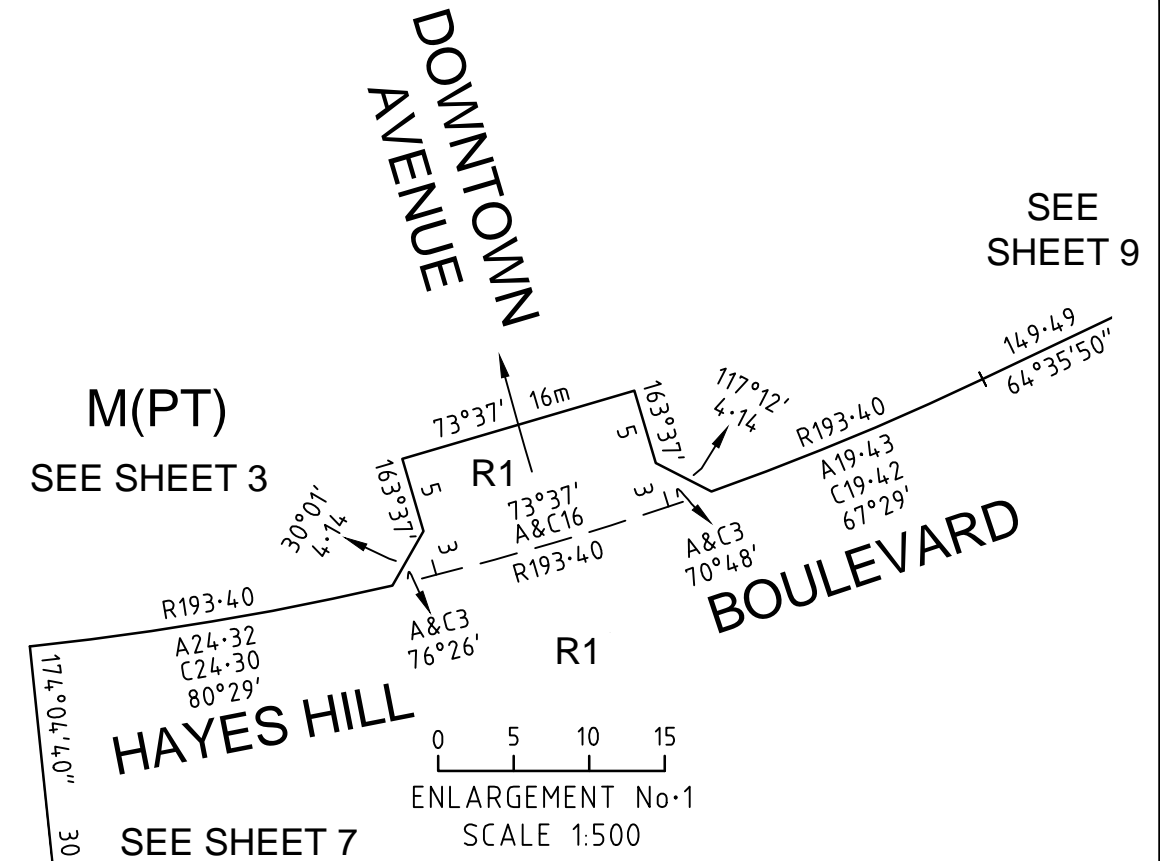 DOWNTOWN
AVENUE
SEE
SHEET 9
149·49
64°35'50"
M(PT)
SEE SHEET 3
73°37'
16m
163°37'
5
117°12'
4·14
R193·40
A19·43
C19·42
67°29'
163°37'
5
R1
3
73°37'
A&C16
R193·40
30°01'
4·14
3
A&C3
70°48'
BOULEVARD
R193·40
A24·32
C24·30
80°29'
A&C3
76°26'
R1
174°04'40"
30
HAYES HILL
0 5 10 15
ENLARGEMENT No·1
SCALE 1:500
SEE SHEET 7